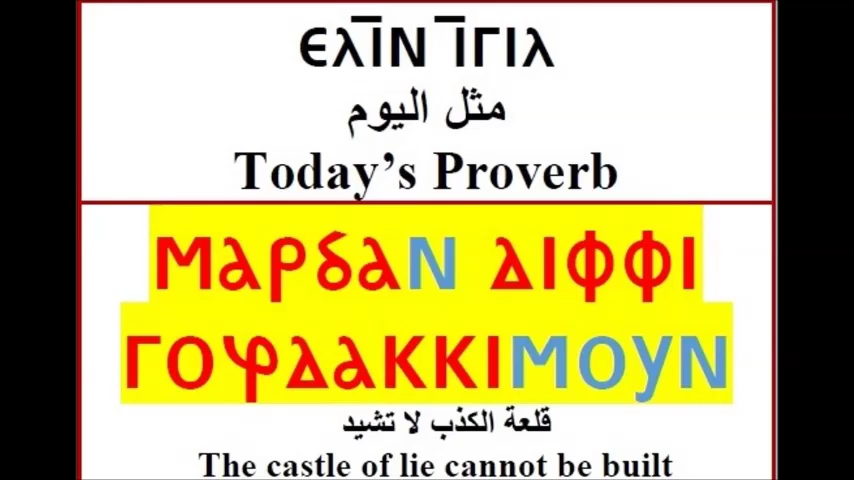 ⲉⲗⲓ̅ⲛ ⲓ̅ⲅⲓⲗ
مثل اليوم
Today’s Proverb
ⲙⲁⲣϭⲁⲛ ⲇⲓⲫⲫⲓ
ⲅⲟⳡⲇⲁⲕⲕⲓⲙⲟⲩⲛ
قلعة الكذب لا تشيد
The castle of lie cannot be built